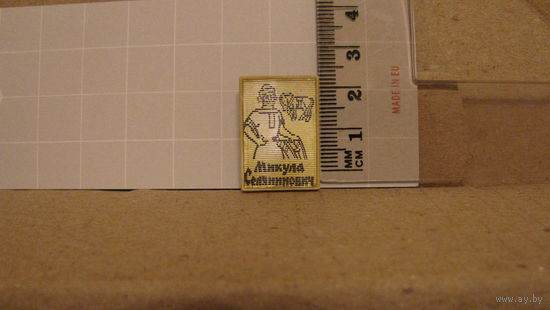 Микула
Селянинович
4
3
2
1
MM
CM
MADE IN EU
www.ay.by